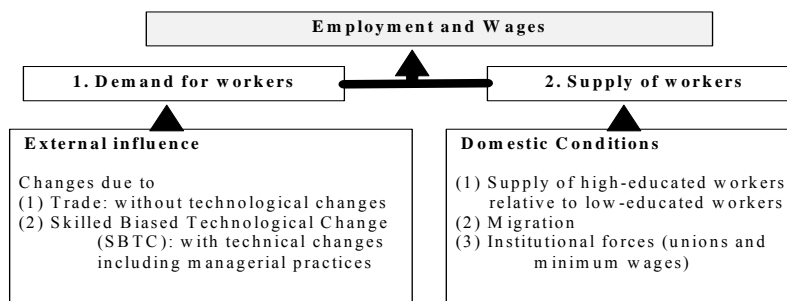 Employment and Wages
1. Demand for workers
2. Supply of workers
External influence
Changes due to
(1) Trade: without technological changes
(2) Skilled Biased Technological Change
(SBTC): with technical changes
including managerial practices
Domestic Conditions
(1) Supply of high-educated workers
relative to low-educated workers
(2) Migration
(3) Institutional forces (unions and
minimum wages)